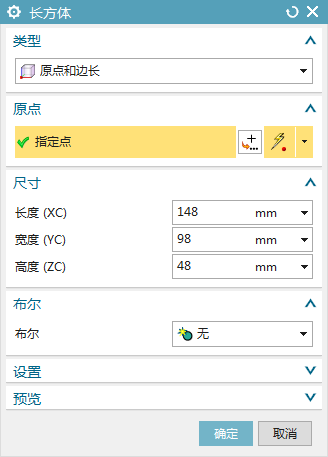 长方体
类型
原点和边长
原点
指定点
尺寸
长度 (XC) 148 mm
宽度 (YC) 98 mm
高度 (ZC) 48 mm
布尔
布尔 无
设置
预览
确定 取消